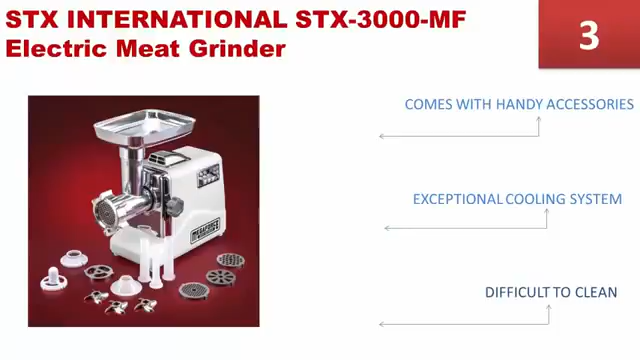 STX INTERNATIONAL STX-3000-MF
Electric Meat Grinder
3
COMES WITH HANDY ACCESSORIES
EXCEPTIONAL COOLING SYSTEM
MEGAFORCE
DIFFICULT TO CLEAN